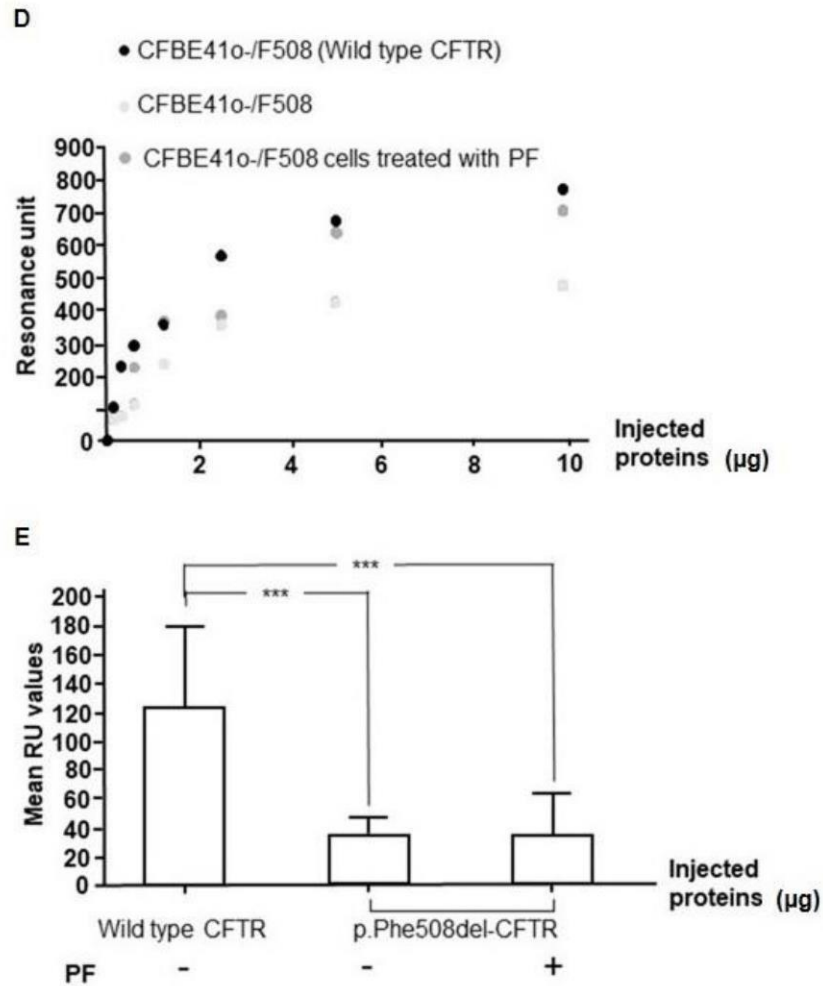 D
CFBE41o-/F508 (Wild type CFTR)
CFBE41o-/F508
CFBE41o-/F508 cells treated with PF
900
800
700
600
500
400
300
200
0
Resonance unit
2 4 6 8 10
Injected
proteins (µg)
E
*** 
***
200
180
160
140
120
100
80
60
40
20
0
Mean RU values
Injected
proteins (µg)
Wild type CFTR p.Phe508del-CFTR
PF - - +